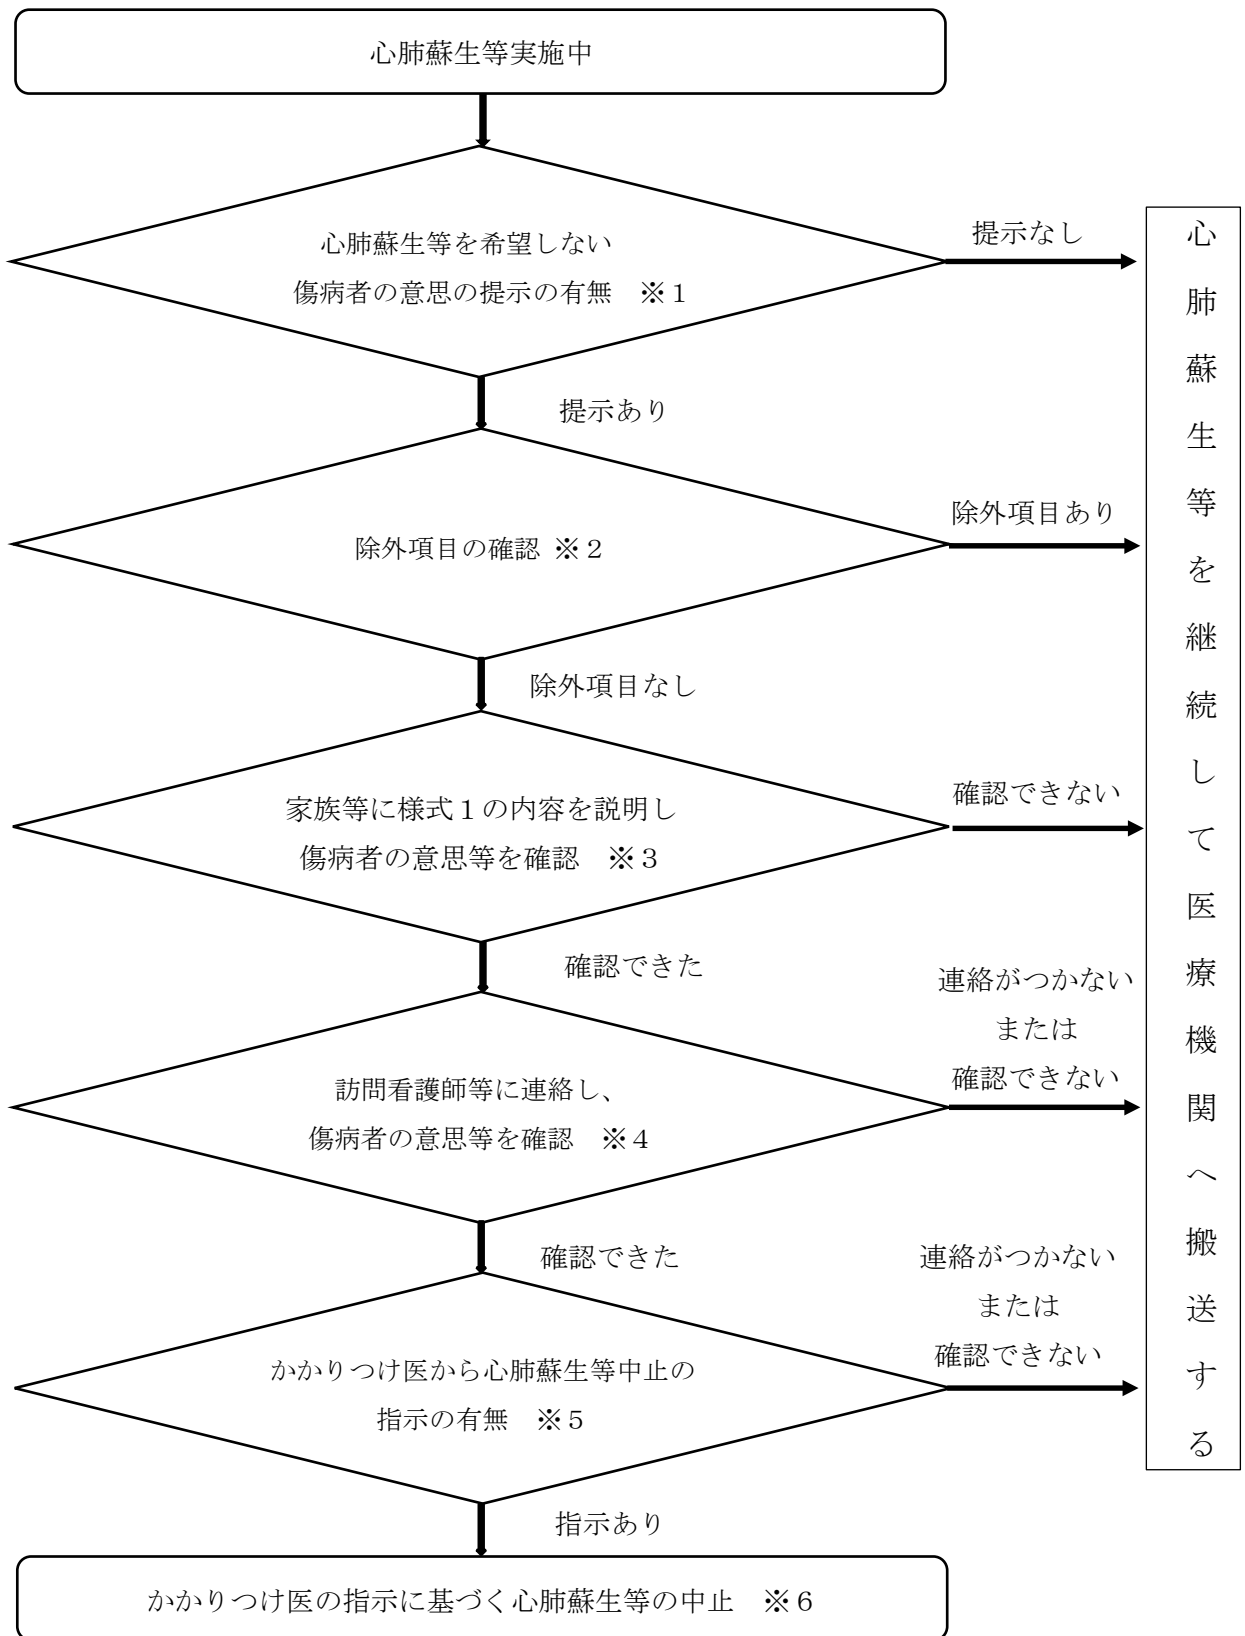 心肺蘇生等実施中
心肺蘇生等を希望しない
傷病者の意思の提示の有無　※１
提示なし
提示あり
除外項目の確認 ※２
除外項目あり
除外項目なし
家族等に様式１の内容を説明し
傷病者の意思等を確認　※３
確認できない
確認できた
訪問看護師等に連絡し、
傷病者の意思等を確認　※４
連絡がつかない
または
確認できない
確認できた
かかりつけ医から心肺蘇生等中止の
指示の有無　※５
連絡がつかない
または
確認できない
指示あり
かかりつけ医の指示に基づく心肺蘇生等の中止　※６
心肺蘇生等を継続して医療機関へ搬送する